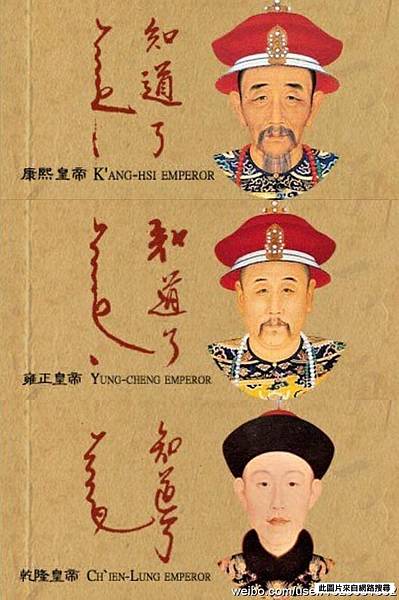 知道了
康熙皇帝 K'ANG-HSI EMPEROR
知道了
雍正皇帝 YUNG-CHENG EMPEROR
知道了
乾隆皇帝 CH`IEN-LUNG EMPEROR
此圖片來自網路搜尋